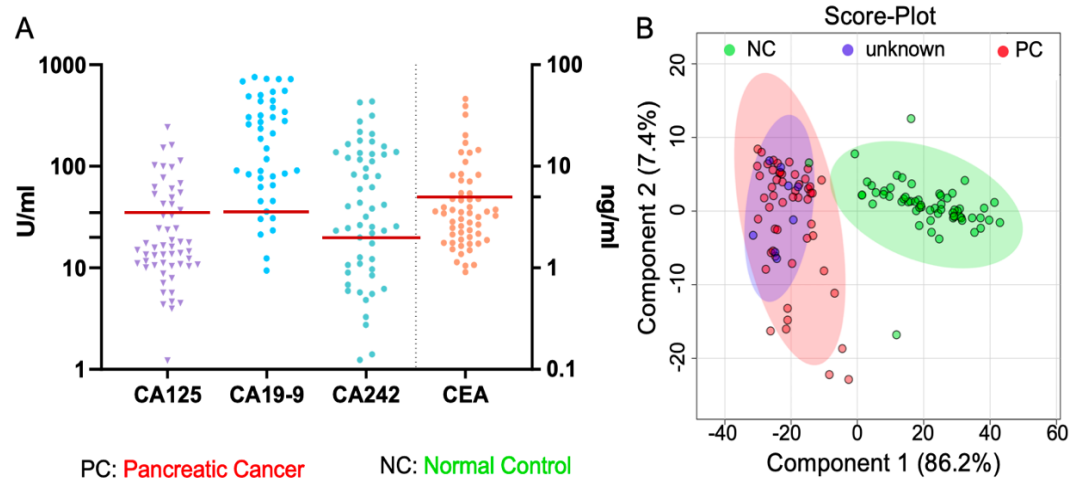 A
1000
100
10
1
U/ml
100
10
1
0.1
ng/ml
CA125 CA19-9 CA242 CEA
PC: Pancreatic Cancer NC: Normal Control
B
Score-Plot
NC unknown PC
20
10
0
-10
-20
Component 2 (7.4%)
-40 -20 0 20 40 60
Component 1 (86.2%)